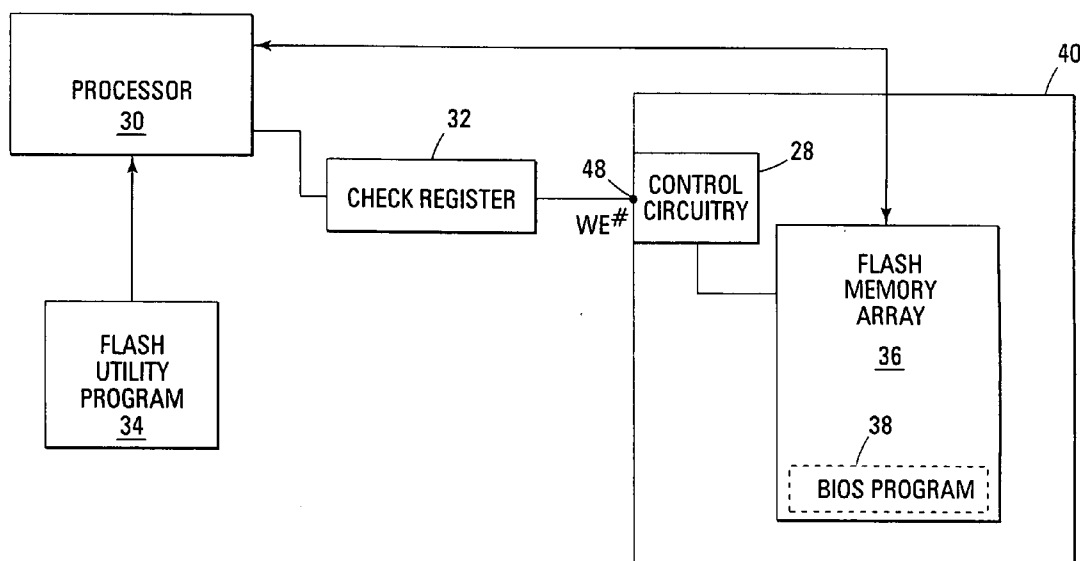 PROCESSOR
30
32
CHECK REGISTER
48
WE#
40
28
CONTROL
CIRCUITRY
FLASH
MEMORY
ARRAY
36
38
BIOS PROGRAM
FLASH
UTILITY
PROGRAM
34